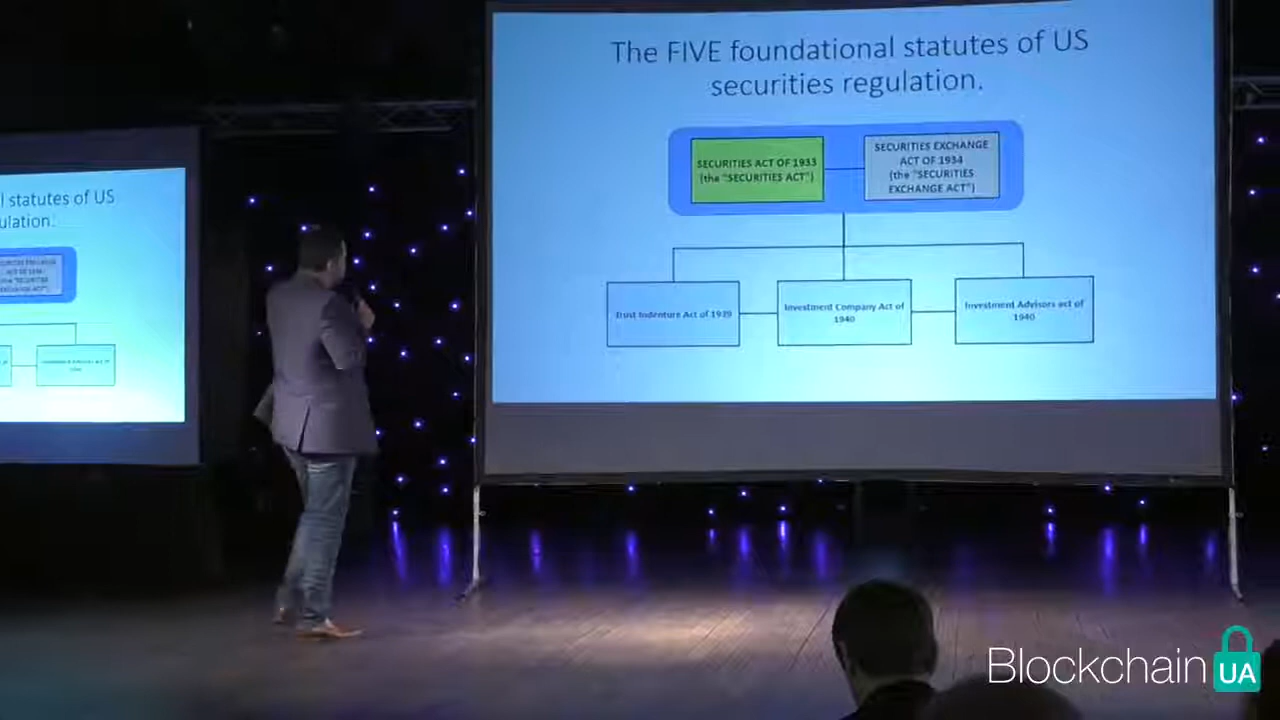 The FIVE foundational statutes of US
securities regulation.
SECURITIES ACT OF 1933
(the "SECURITIES ACT")
SECURITIES EXCHANGE
ACT OF 1934
(the "SECURITIES
EXCHANGE ACT")
Trust Indenture Act of 1939
Investment Company Act of
1940
Investment Advisors act of
1940
l statutes of US
ulation.
Blockchain UA